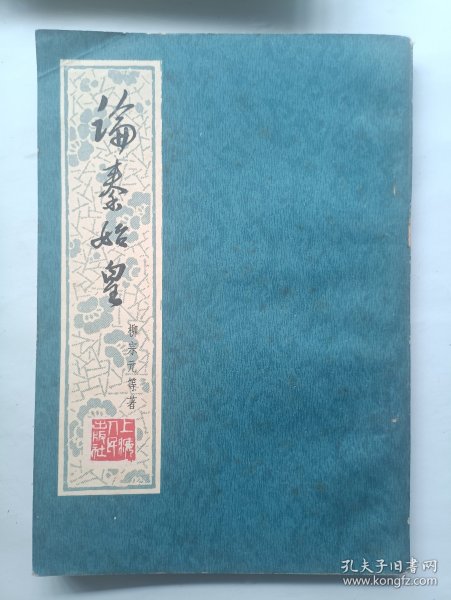 論秦始皇
柳宗元等著
上海
人民
出版社
孔夫子旧书网
www.kongfz.com